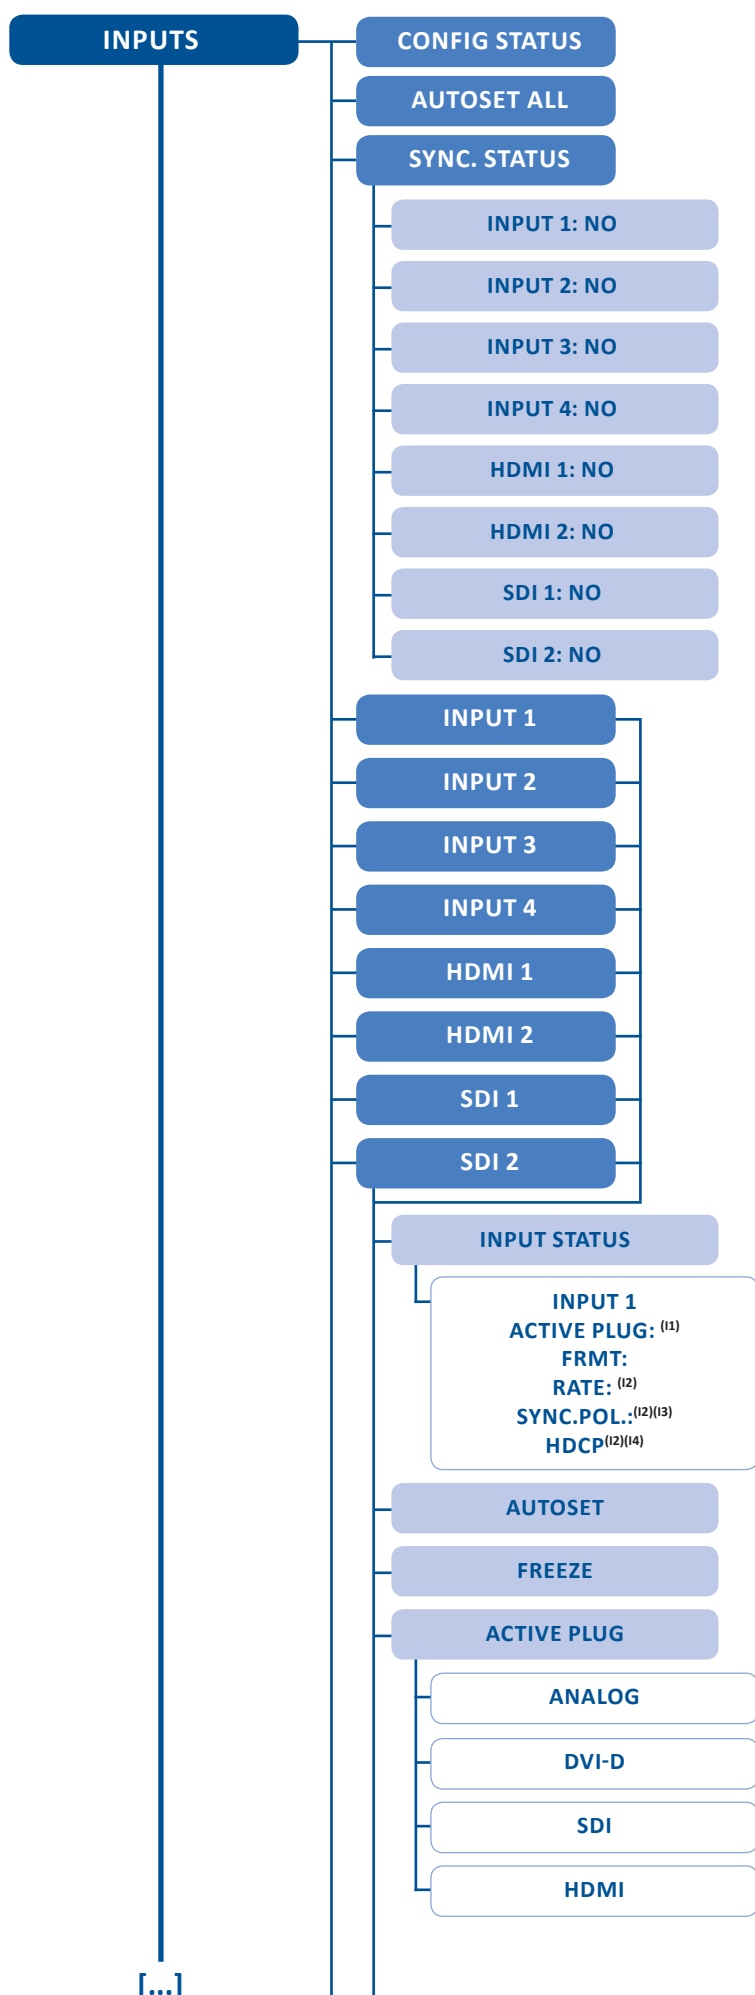 INPUTS
CONFIG STATUS
AUTOSET ALL
SYNC. STATUS
INPUT 1: NO
INPUT 2: NO
INPUT 3: NO
INPUT 4: NO
HDMI 1: NO
HDMI 2: NO
SDI 1: NO
SDI 2: NO
INPUT 1
INPUT 2
INPUT 3
INPUT 4
HDMI 1
HDMI 2
SDI 1
SDI 2
INPUT STATUS
INPUT 1
ACTIVE PLUG: (I1)
FRMT:
RATE: (I2)
SYNC.POL.:(I2)(I3)
HDCP(I2)(I4)
AUTOSET
FREEZE
ACTIVE PLUG
ANALOG
DVI-D
SDI
HDMI
[...]